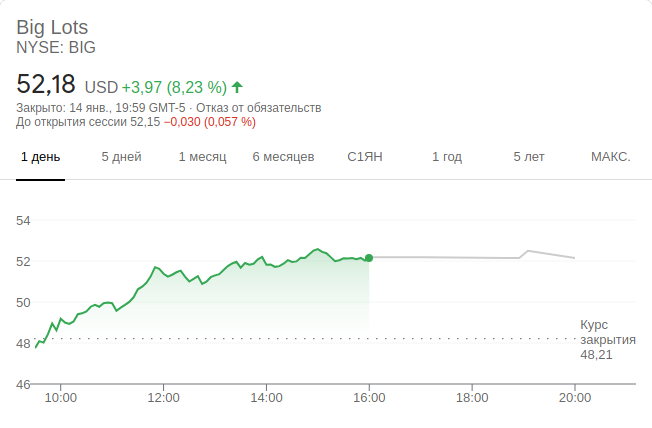 Big Lots
NYSE: BIG
52,18 USD +3,97 (8,23 %)
Закрыто: 14 янв., 19:59 GMT-5 · Отказ от обязательств
До открытия сессии 52,15 −0,030 (0,057 %)
1 день 5 дней 1 месяц 6 месяцев С1ЯН 1 год 5 лет МАКС.
54
52
50
48
46
Курс
закрытия
48,21
10:00 12:00 14:00 16:00 18:00 20:00